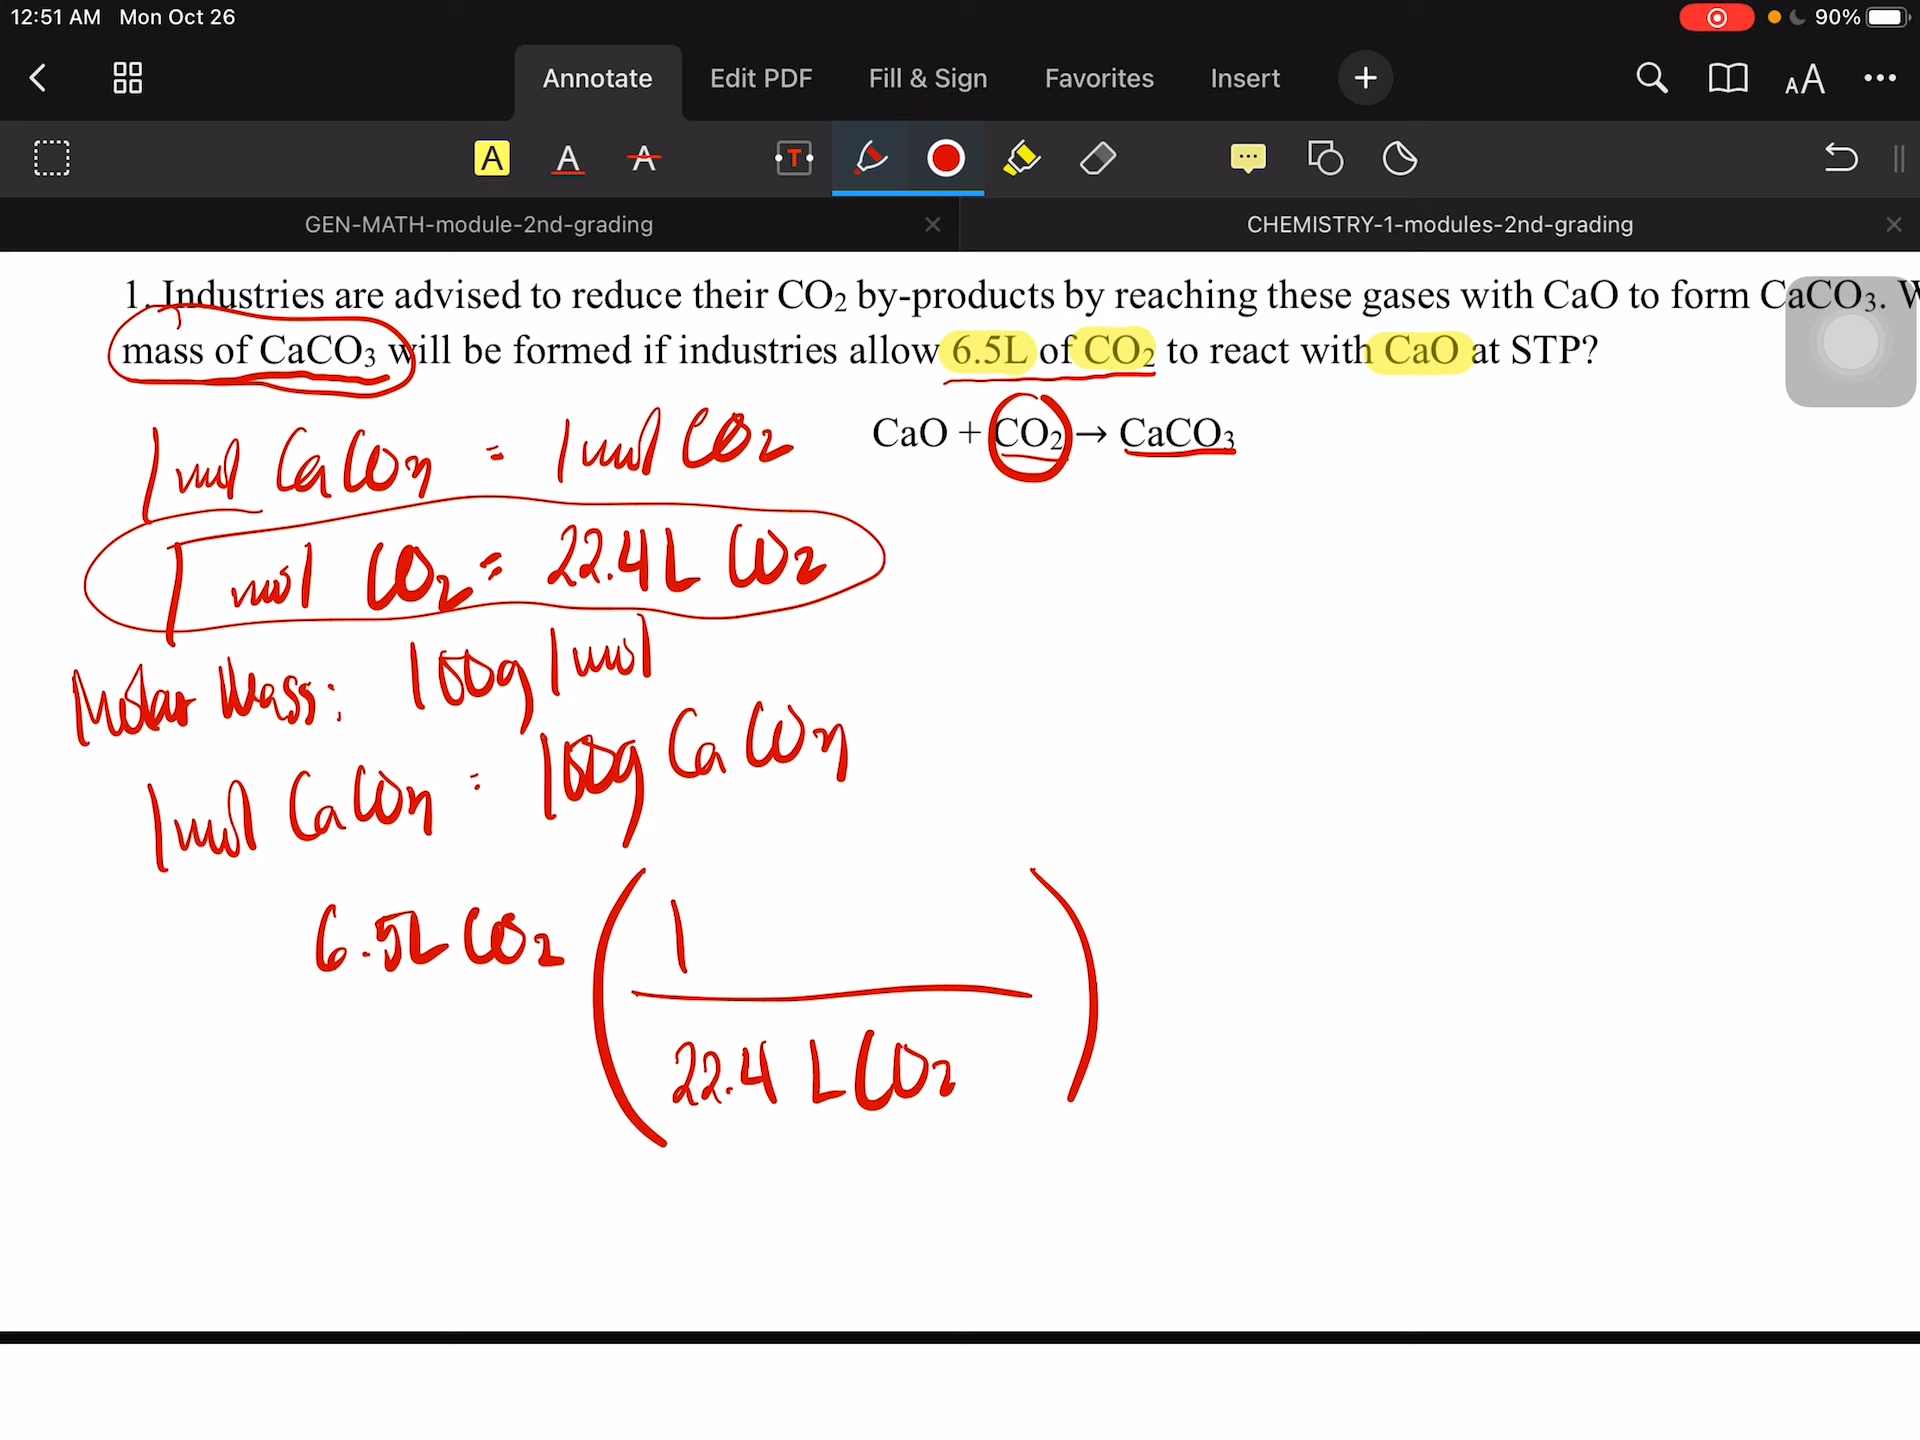 12:51 AM Mon Oct 26 90%
Annotate Edit PDF Fill & Sign Favorites Insert + AA
A A A T
GEN-MATH-module-2nd-grading × CHEMISTRY-1-modules-2nd-grading ×
1. Industries are advised to reduce their CO₂ by-products by reaching these gases with CaO to form CaCO₃. W
mass of CaCO₃ will be formed if industries allow 6.5L of CO₂ to react with CaO at STP?
CaO + CO₂ → CaCO₃
1 mol CaCO₃ = 1 mol CO₂
1 mol CO₂ = 22.4 L CO₂
Molar Mass: 100g/mol
1 mol CaCO₃ = 100g CaCO₃
6.5L CO₂ ( 1
22.4 L CO₂ )